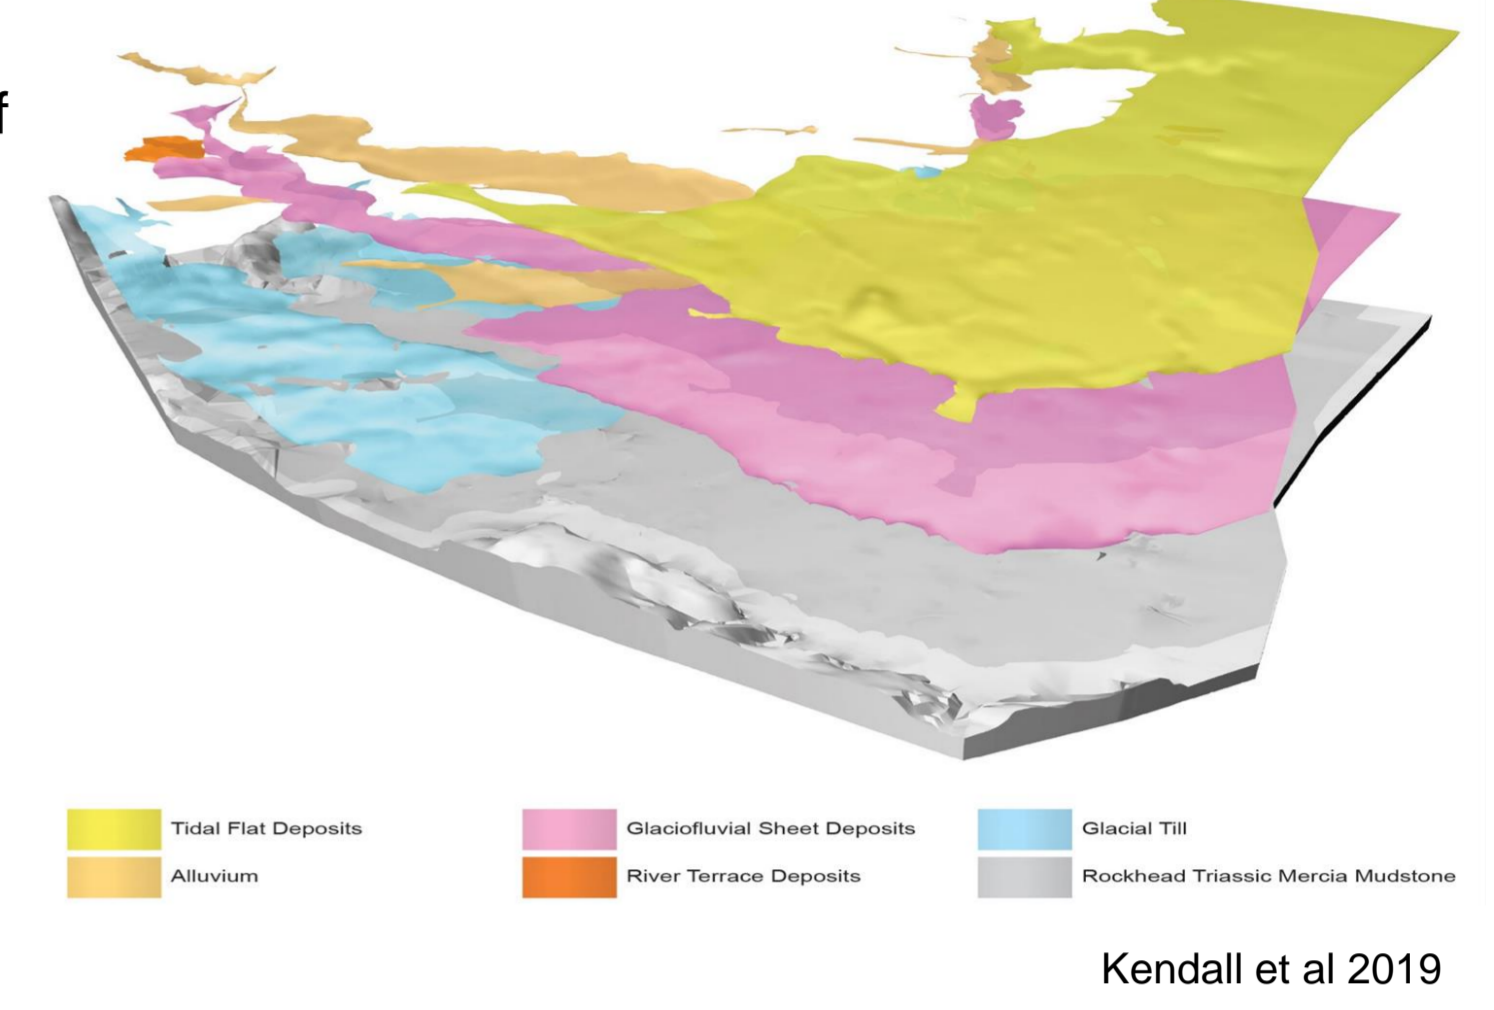 f
Tidal Flat Deposits
Glaciofluvial Sheet Deposits
Glacial Till
Alluvium
River Terrace Deposits
Rockhead Triassic Mercia Mudstone
Kendall et al 2019